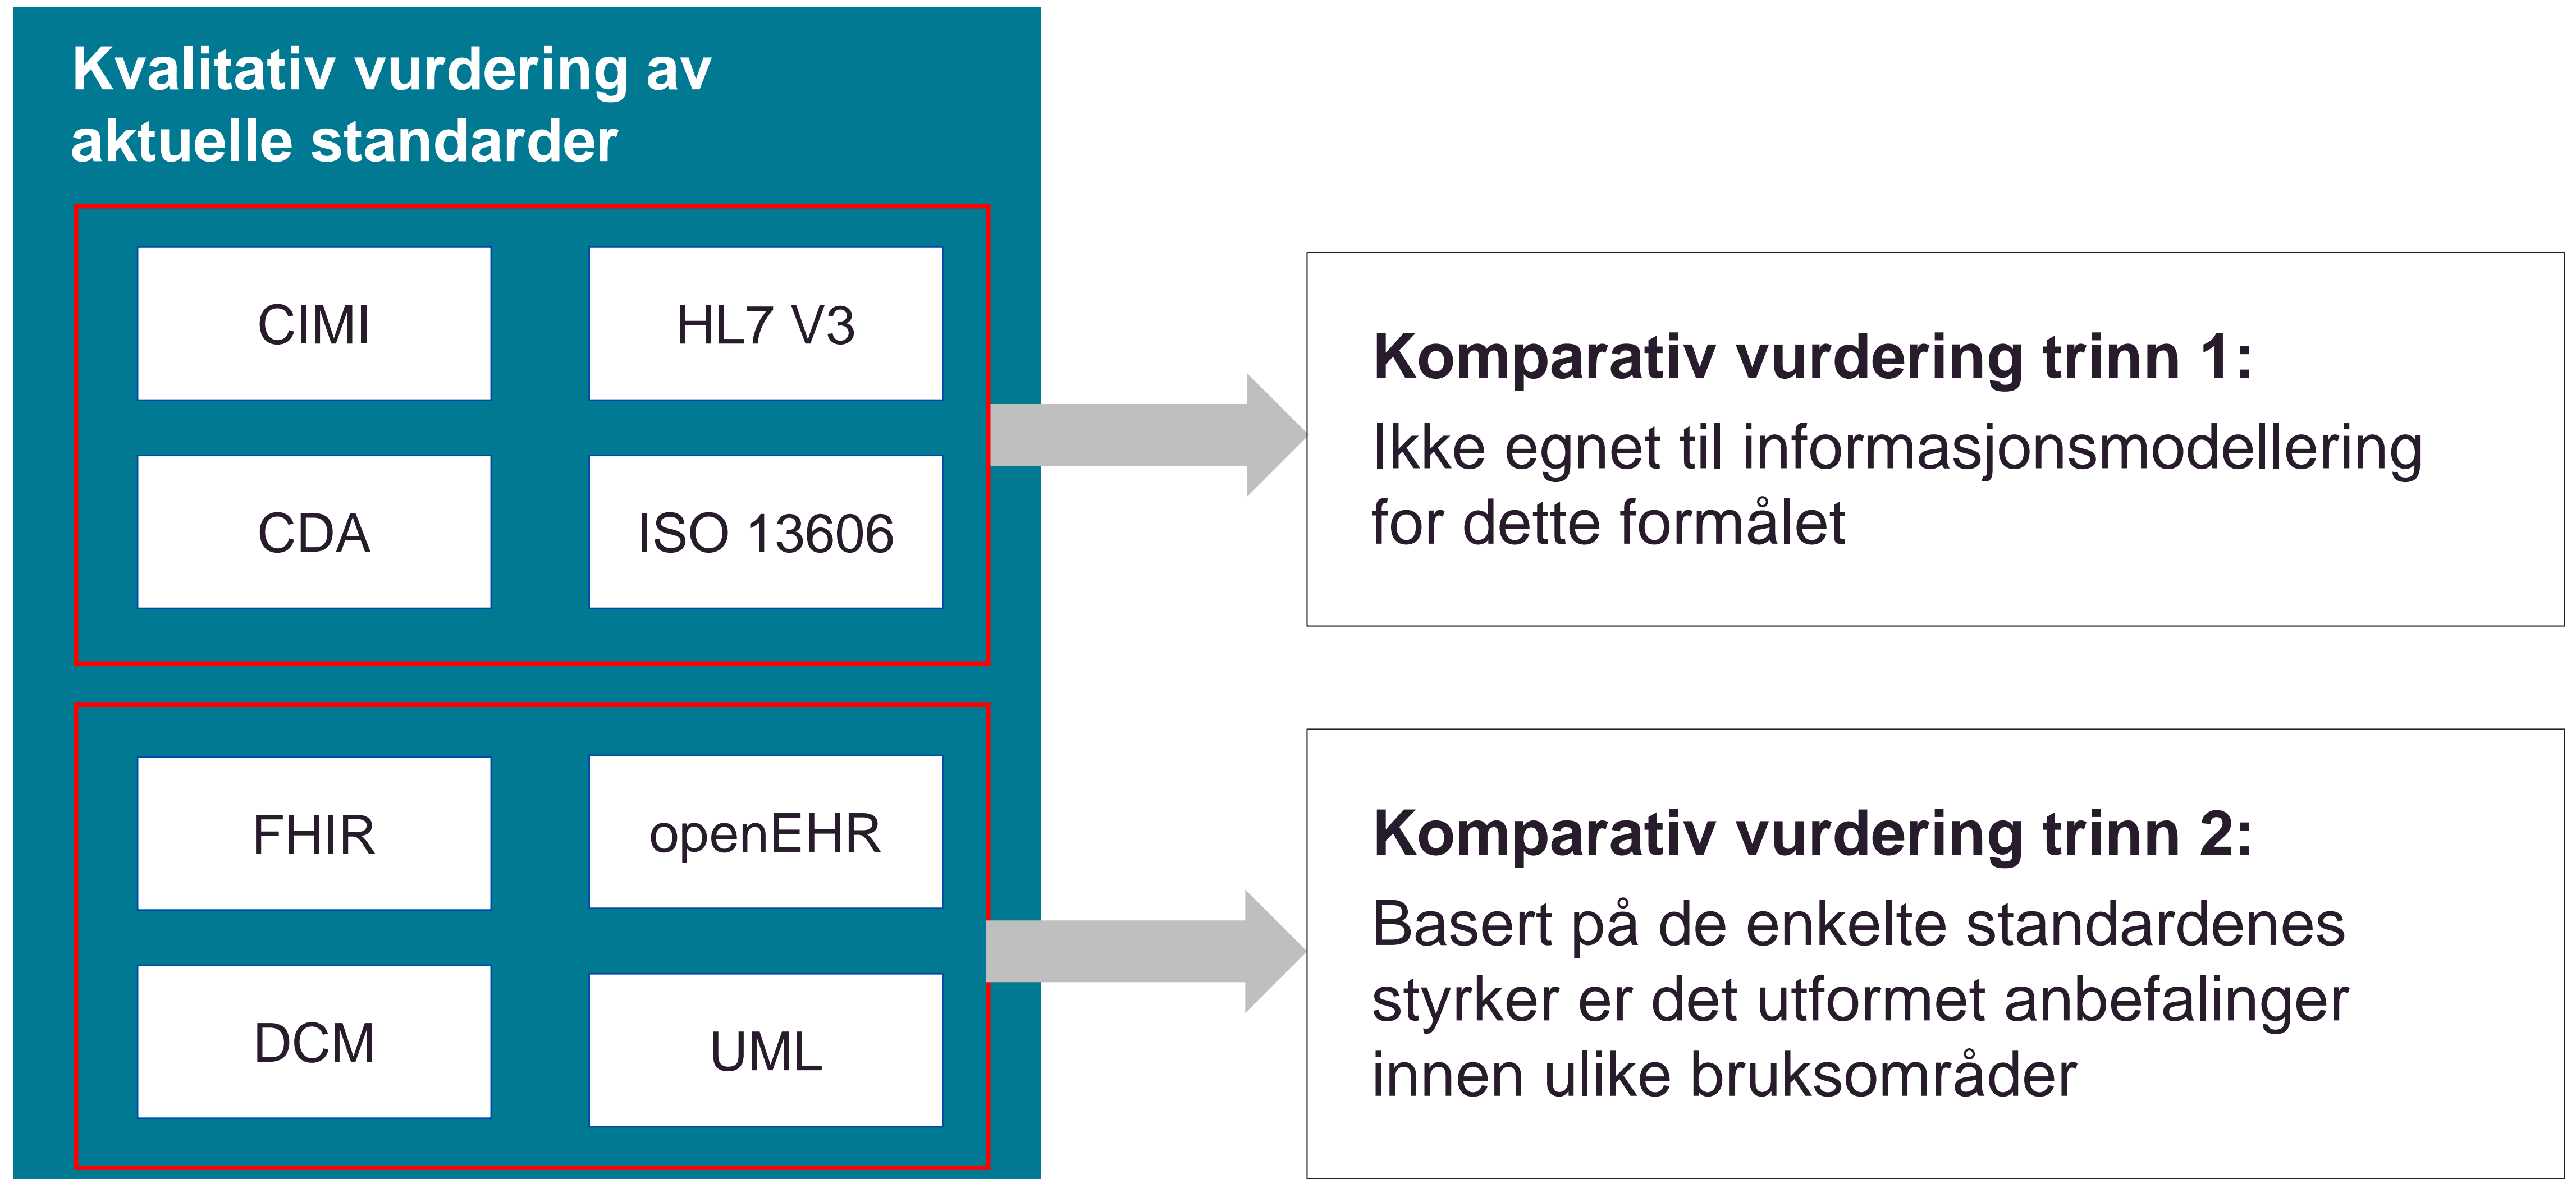 Kvalitativ vurdering av
aktuelle standarder
CIMI
HL7 V3
CDA
ISO 13606
Komparativ vurdering trinn 1:
Ikke egnet til informasjonsmodellering
for dette formålet
FHIR
openEHR
DCM
UML
Komparativ vurdering trinn 2:
Basert på de enkelte standardenes
styrker er det utformet anbefalinger
innen ulike bruksområder